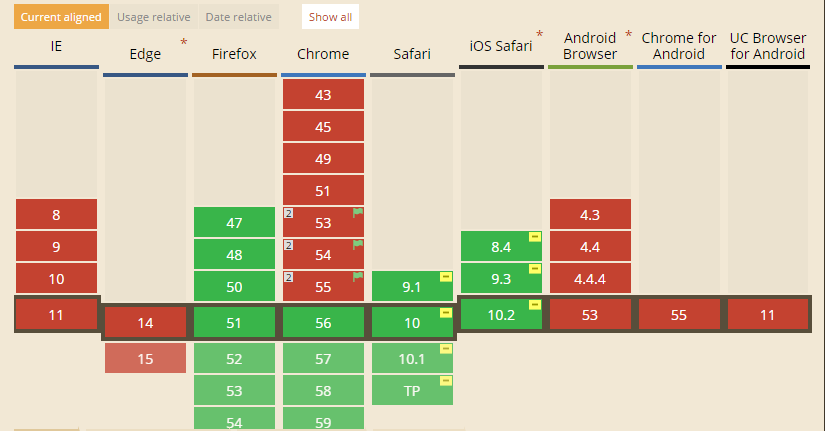 Current aligned Usage relative Date relative Show all
IE Edge * Firefox Chrome Safari iOS Safari * Android Browser * Chrome for Android UC Browser for Android
43
45
49
51
8 47 2 53 4.3
9 48 2 54 8.4 4.4
10 50 2 55 9.1 9.3 4.4.4
11 14 51 56 10 10.2 53 55 11
15 52 57 10.1
53 58 TP
54 59